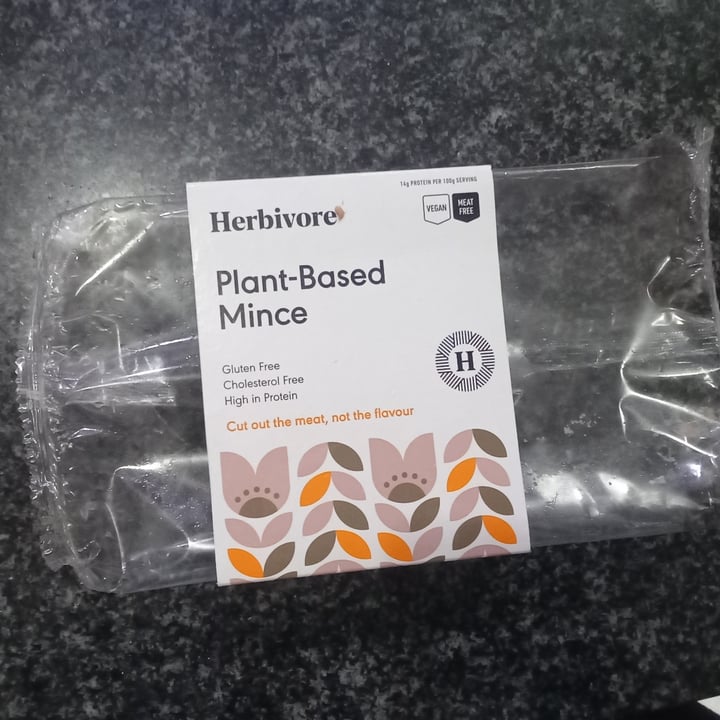 14g PROTEIN PER 100g SERVING
Herbivore
VEGAN
MEAT
FREE
Plant-Based
Mince
H
Gluten Free
Cholesterol Free
High in Protein
Cut out the meat, not the flavour